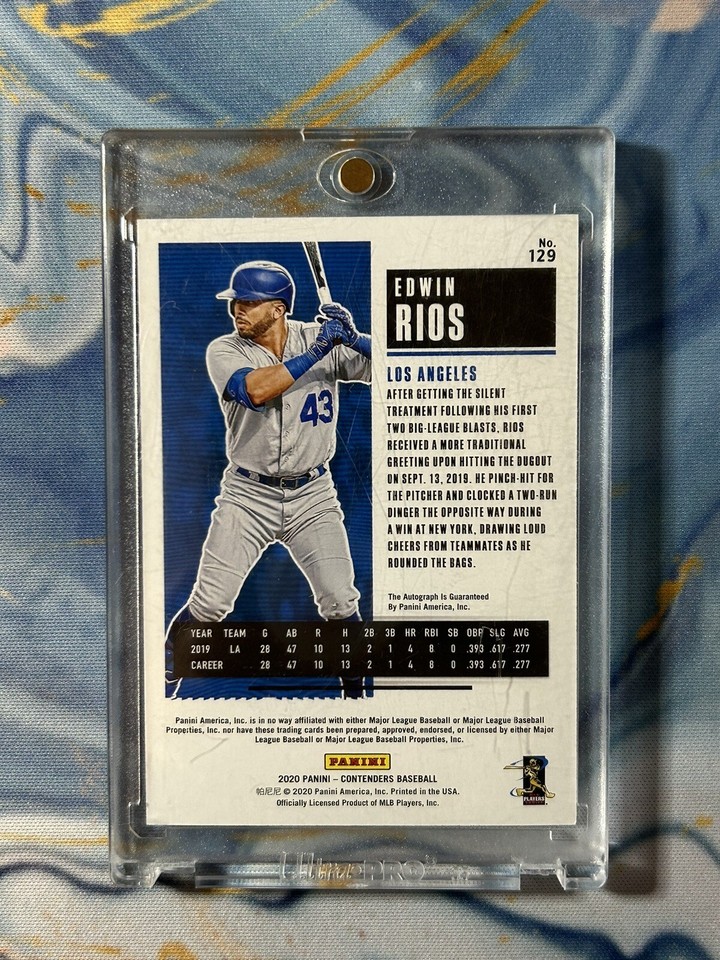 No.
129
EDWIN
RIOS
LOS ANGELES
AFTER GETTING THE SILENT
TREATMENT FOLLOWING HIS FIRST
TWO BIG-LEAGUE BLASTS, RIOS
RECEIVED A MORE TRADITIONAL
GREETING UPON HITTING THE DUGOUT
ON SEPT. 13, 2019. HE PINCH-HIT FOR
THE PITCHER AND CLOCKED A TWO-RUN
DINGER THE OPPOSITE WAY DURING
A WIN AT NEW YORK, DRAWING LOUD
CHEERS FROM TEAMMATES AS HE
ROUNDED THE BAGS.
43
The Autograph Is Guaranteed
By Panini America, Inc.
YEAR TEAM G AB R H 2B 3B HR RBI SB OBP SLG AVG
2019 LA 28 47 10 13 2 1 4 8 0 .393 .617 .277
CAREER 28 47 10 13 2 1 4 8 0 .393 .617 .277
Panini America, Inc. is in no way affiliated with either Major League Baseball or Major League Baseball
Properties, Inc. nor have these trading cards been prepared, approved, endorsed, or licensed by either Major
League Baseball or Major League Baseball Properties, Inc.
PANINI
2020 PANINI – CONTENDERS BASEBALL
帕尼尼 © 2020 Panini America, Inc. Printed in the USA.
Officially Licensed Product of MLB Players, Inc.
PLAYERS
Ultra PRO